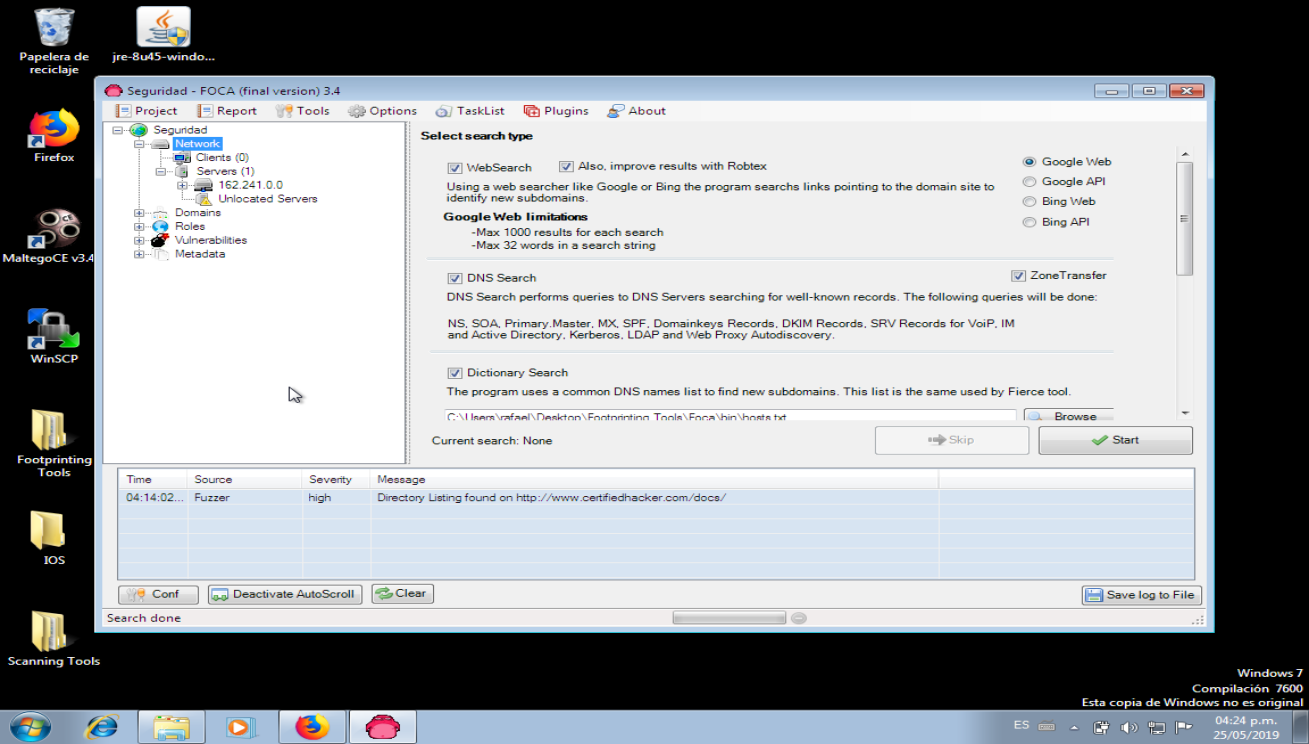 Papelera de
reciclaje
jre-8u45-windo...
Firefox
MaltegoCE v3.4
WinSCP
Footprinting
Tools
IOS
Scanning Tools
Seguridad - FOCA (final version) 3.4
Project Report Tools Options TaskList Plugins About
Seguridad
Network
Clients (0)
Servers (1)
162.241.0.0
Unlocated Servers
Domains
Roles
Vulnerabilities
Metadata
Select search type
WebSearch Also, improve results with Robtex
Using a web searcher like Google or Bing the program searchs links pointing to the domain site to
identify new subdomains.
Google Web limitations
-Max 1000 results for each search
-Max 32 words in a search string
Google Web
Google API
Bing Web
Bing API
DNS Search ZoneTransfer
DNS Search performs queries to DNS Servers searching for well-known records. The following queries will be done:
NS, SOA, Primary.Master, MX, SPF, Domainkeys Records, DKIM Records, SRV Records for VoiP, IM
and Active Directory, Kerberos, LDAP and Web Proxy Autodiscovery.
Dictionary Search
The program uses a common DNS names list to find new subdomains. This list is the same used by Fierce tool.
C:\Users\rafael\Desktop\Footprinting Tools\Foca\bin\hosts.txt Browse
Current search: None Skip Start
Time Source Severity Message
04:14:02... Fuzzer high Directory Listing found on http://www.certifiedhacker.com/docs/
Conf Deactivate AutoScroll Clear Save log to File
Search done
Windows 7
Compilación 7600
Esta copia de Windows no es original
ES
04:24 p.m.
25/05/2019